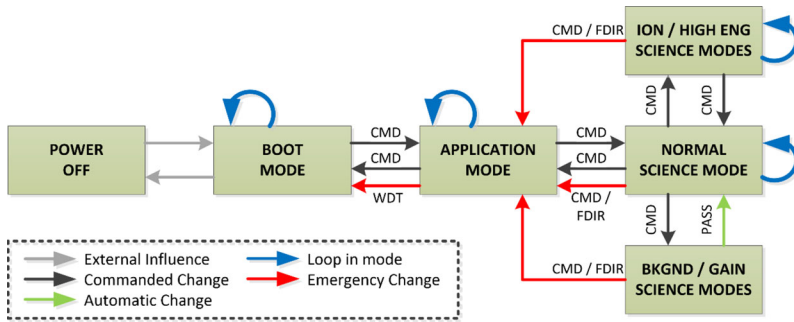 CMD / FDIR
ION / HIGH ENG
SCIENCE MODES
CMD
CMD
POWER
OFF
BOOT
MODE
CMD
CMD
WDT
APPLICATION
MODE
CMD
CMD
CMD /
FDIR
NORMAL
SCIENCE MODE
CMD
PASS
CMD / FDIR
BKGND / GAIN
SCIENCE MODES
External Influence
Loop in mode
Commanded Change
Emergency Change
Automatic Change